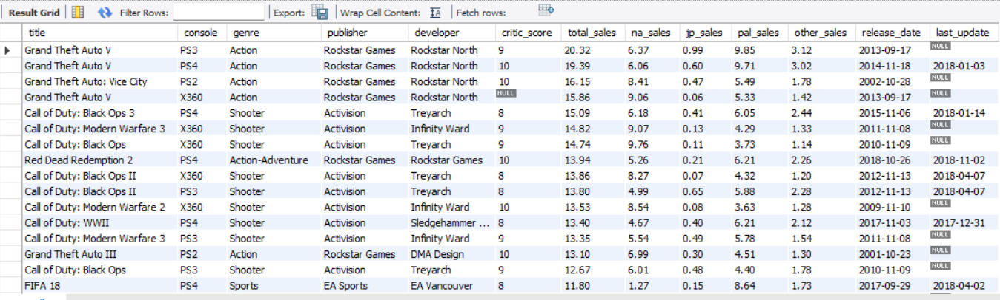 Result Grid Filter Rows: Export: Wrap Cell Content: Fetch rows:
title console genre publisher developer critic_score total_sales na_sales jp_sales pal_sales other_sales release_date last_update
Grand Theft Auto V PS3 Action Rockstar Games Rockstar North 9 20.32 6.37 0.99 9.85 3.12 2013-09-17 NULL
Grand Theft Auto V PS4 Action Rockstar Games Rockstar North 10 19.39 6.06 0.60 9.71 3.02 2014-11-18 2018-01-03
Grand Theft Auto: Vice City PS2 Action Rockstar Games Rockstar North 10 16.15 8.41 0.47 5.49 1.78 2002-10-28 NULL
Grand Theft Auto V X360 Action Rockstar Games Rockstar North NULL 15.86 9.06 0.06 5.33 1.42 2013-09-17 NULL
Call of Duty: Black Ops 3 PS4 Shooter Activision Treyarch 8 15.09 6.18 0.41 6.05 2.44 2015-11-06 2018-01-14
Call of Duty: Modern Warfare 3 X360 Shooter Activision Infinity Ward 9 14.82 9.07 0.13 4.29 1.33 2011-11-08 NULL
Call of Duty: Black Ops X360 Shooter Activision Treyarch 9 14.74 9.76 0.11 3.73 1.14 2010-11-09 NULL
Red Dead Redemption 2 PS4 Action-Adventure Rockstar Games Rockstar Games 10 13.94 5.26 0.21 6.21 2.26 2018-10-26 2018-11-02
Call of Duty: Black Ops II X360 Shooter Activision Treyarch 8 13.86 8.27 0.07 4.32 1.20 2012-11-13 2018-04-07
Call of Duty: Black Ops II PS3 Shooter Activision Treyarch 8 13.80 4.99 0.65 5.88 2.28 2012-11-13 2018-04-07
Call of Duty: Modern Warfare 2 X360 Shooter Activision Infinity Ward 10 13.53 8.54 0.08 3.63 1.28 2009-11-10 NULL
Call of Duty: WWII PS4 Shooter Activision Sledgehammer ... 8 13.40 4.67 0.40 6.21 2.12 2017-11-03 2017-12-31
Call of Duty: Modern Warfare 3 PS3 Shooter Activision Infinity Ward 9 13.35 5.54 0.49 5.78 1.54 2011-11-08 NULL
Grand Theft Auto III PS2 Action Rockstar Games DMA Design 10 13.10 6.99 0.30 4.51 1.30 2001-10-23 NULL
Call of Duty: Black Ops PS3 Shooter Activision Treyarch 9 12.67 6.01 0.48 4.40 1.78 2010-11-09 NULL
FIFA 18 PS4 Sports EA Sports EA Vancouver 8 11.80 1.27 0.15 8.64 1.73 2017-09-29 2018-04-02